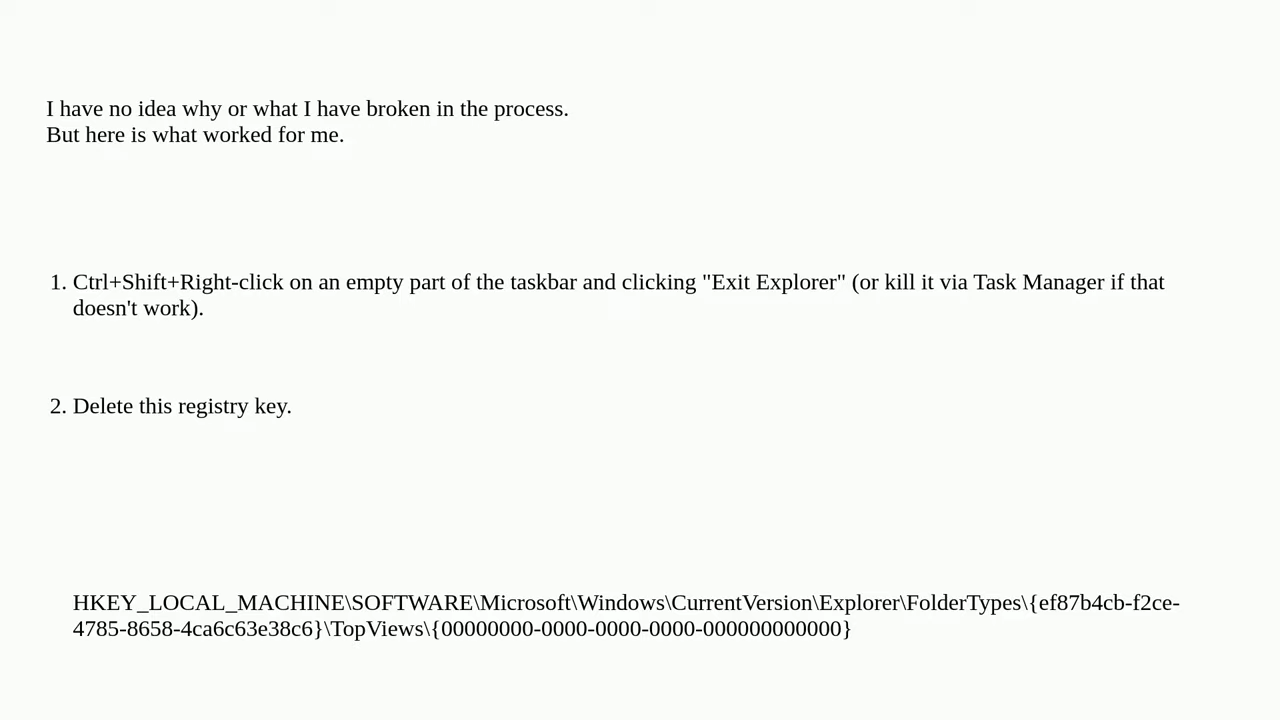 I have no idea why or what I have broken in the process.
But here is what worked for me.
1. Ctrl+Shift+Right-click on an empty part of the taskbar and clicking "Exit Explorer" (or kill it via Task Manager if that
doesn't work).
2. Delete this registry key.
HKEY_LOCAL_MACHINE\SOFTWARE\Microsoft\Windows\CurrentVersion\Explorer\FolderTypes\{ef87b4cb-f2ce-
4785-8658-4ca6c63e38c6}\TopViews\{00000000-0000-0000-0000-000000000000}